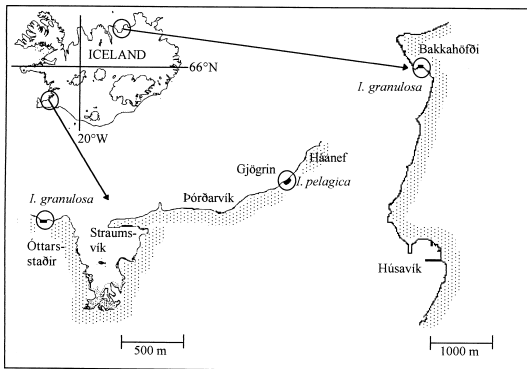 ICELAND
66°N
20°W
Bakkahöfði
I. granulosa
Háanef
Gjögrin
I. pelagica
Þórðarvík
I. granulosa
Straums-
vík
Óttars-
staðir
Húsavík
500 m
1000 m